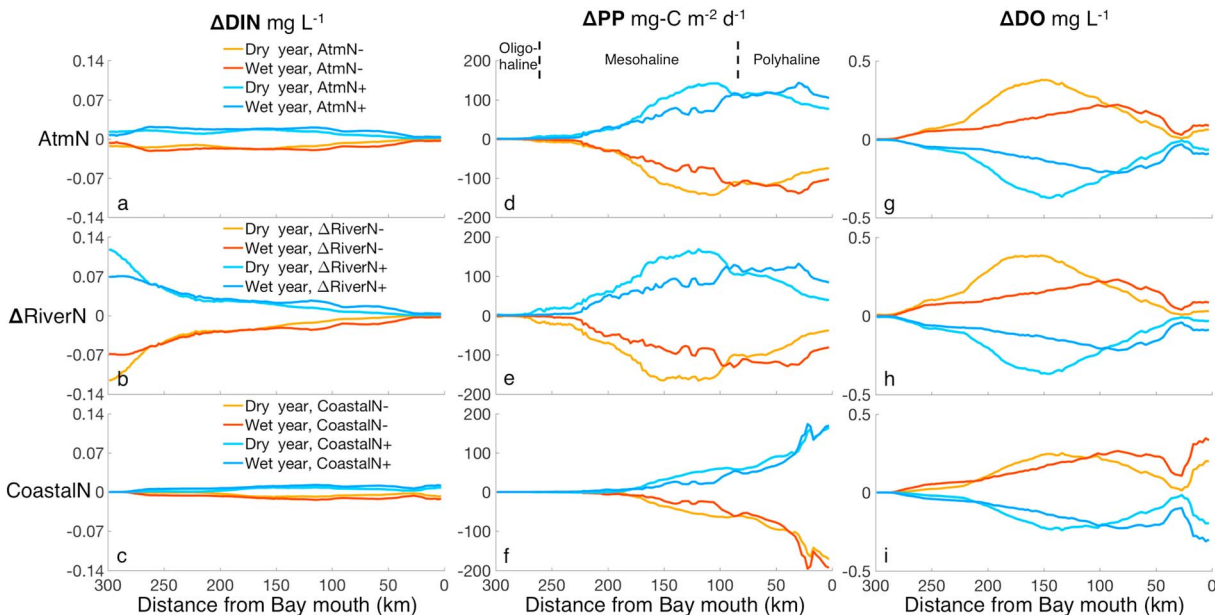 ΔDIN mg L⁻¹
ΔPP mg-C m⁻² d⁻¹
ΔDO mg L⁻¹
Dry year, AtmN-
Wet year, AtmN-
Dry year, AtmN+
Wet year, AtmN+
0.14
0.07
AtmN 0
-0.07
-0.14
a
Oligo-
haline
Mesohaline
Polyhaline
200
100
0
-100
-200
d
0.5
0
-0.5
g
Dry year, ΔRiverN-
Wet year, ΔRiverN-
Dry year, ΔRiverN+
Wet year, ΔRiverN+
0.14
0.07
ΔRiverN 0
-0.07
-0.14
b
200
100
0
-100
-200
e
0.5
0
-0.5
h
Dry year, CoastalN-
Wet year, CoastalN-
Dry year, CoastalN+
Wet year, CoastalN+
0.14
0.07
CoastalN 0
-0.07
-0.14
c
300 250 200 150 100 50 0
Distance from Bay mouth (km)
200
100
0
-100
-200
f
300 250 200 150 100 50 0
Distance from Bay mouth (km)
0.5
0
-0.5
i
300 250 200 150 100 50 0
Distance from Bay mouth (km)